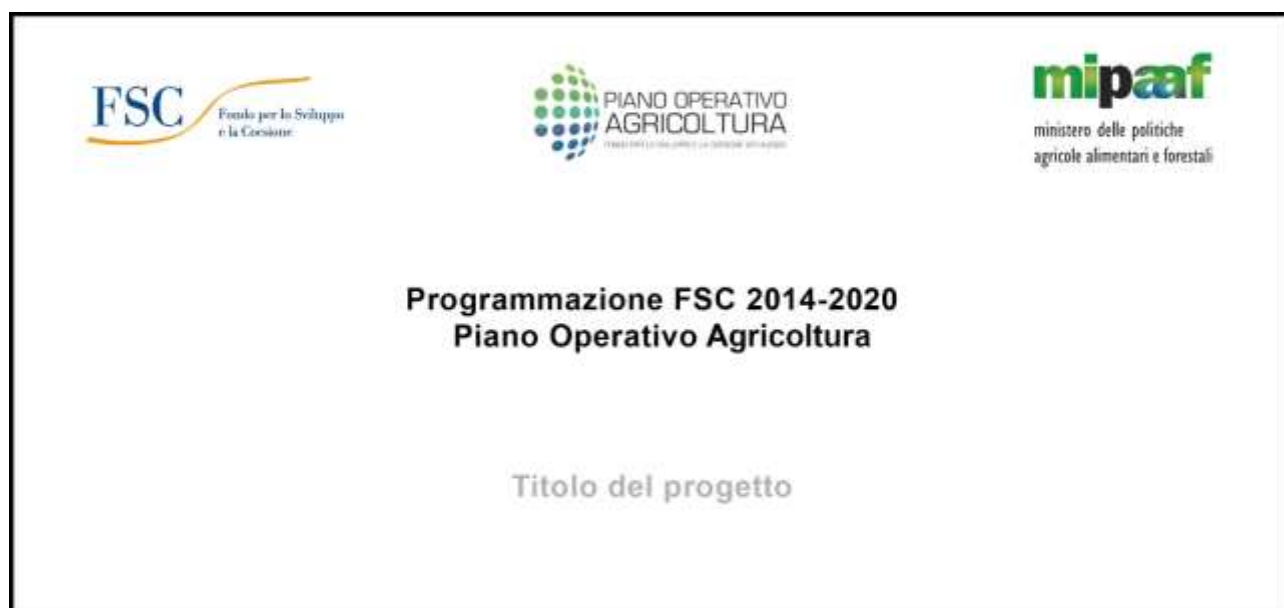 FSC
Fondo per lo Sviluppo
e la Coesione
PIANO OPERATIVO
AGRICOLTURA
mipaaf
ministero delle politiche
agricole alimentari e forestali
Programmazione FSC 2014-2020
Piano Operativo Agricoltura
Titolo del progetto